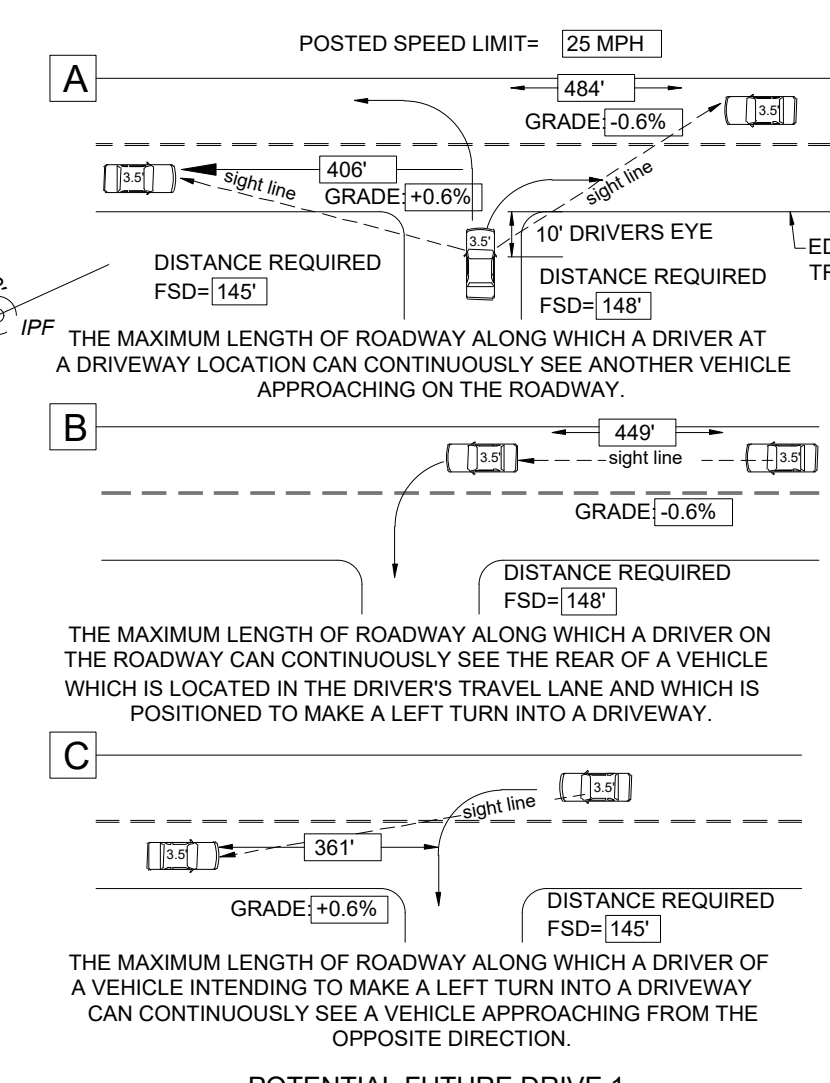 POSTED SPEED LIMIT= 25 MPH
A
484'
3.5'
GRADE: -0.6%
3.5'
sight line
406'
sight line
GRADE: +0.6%
3.5'
10' DRIVERS EYE
DISTANCE REQUIRED
FSD= 145'
DISTANCE REQUIRED
FSD= 148'
IPF
THE MAXIMUM LENGTH OF ROADWAY ALONG WHICH A DRIVER AT
A DRIVEWAY LOCATION CAN CONTINUOUSLY SEE ANOTHER VEHICLE
APPROACHING ON THE ROADWAY.
B
449'
3.5'
sight line
3.5'
GRADE: -0.6%
DISTANCE REQUIRED
FSD= 148'
THE MAXIMUM LENGTH OF ROADWAY ALONG WHICH A DRIVER ON
THE ROADWAY CAN CONTINUOUSLY SEE THE REAR OF A VEHICLE
WHICH IS LOCATED IN THE DRIVER'S TRAVEL LANE AND WHICH IS
POSITIONED TO MAKE A LEFT TURN INTO A DRIVEWAY.
C
3.5'
sight line
3.5'
361'
GRADE: +0.6%
DISTANCE REQUIRED
FSD= 145'
THE MAXIMUM LENGTH OF ROADWAY ALONG WHICH A DRIVER OF
A VEHICLE INTENDING TO MAKE A LEFT TURN INTO A DRIVEWAY
CAN CONTINUOUSLY SEE A VEHICLE APPROACHING FROM THE
OPPOSITE DIRECTION.
POTENTIAL FUTURE DRIVE 1